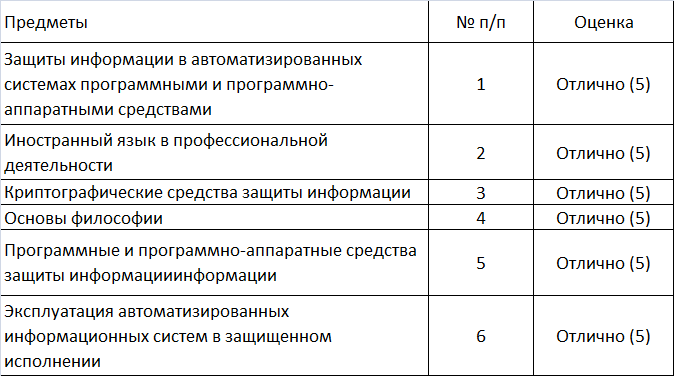 Предметы № п/п Оценка
Защиты информации в автоматизированных
системах программными и программно-
аппаратными средствами
1 Отлично (5)
Иностранный язык в профессиональной
деятельности
2 Отлично (5)
Криптографические средства защиты информации 3 Отлично (5)
Основы философии 4 Отлично (5)
Программные и программно-аппаратные средства
защиты информацииинформации
5 Отлично (5)
Эксплуатация автоматизированных
информационных систем в защищенном
исполнении
6 Отлично (5)